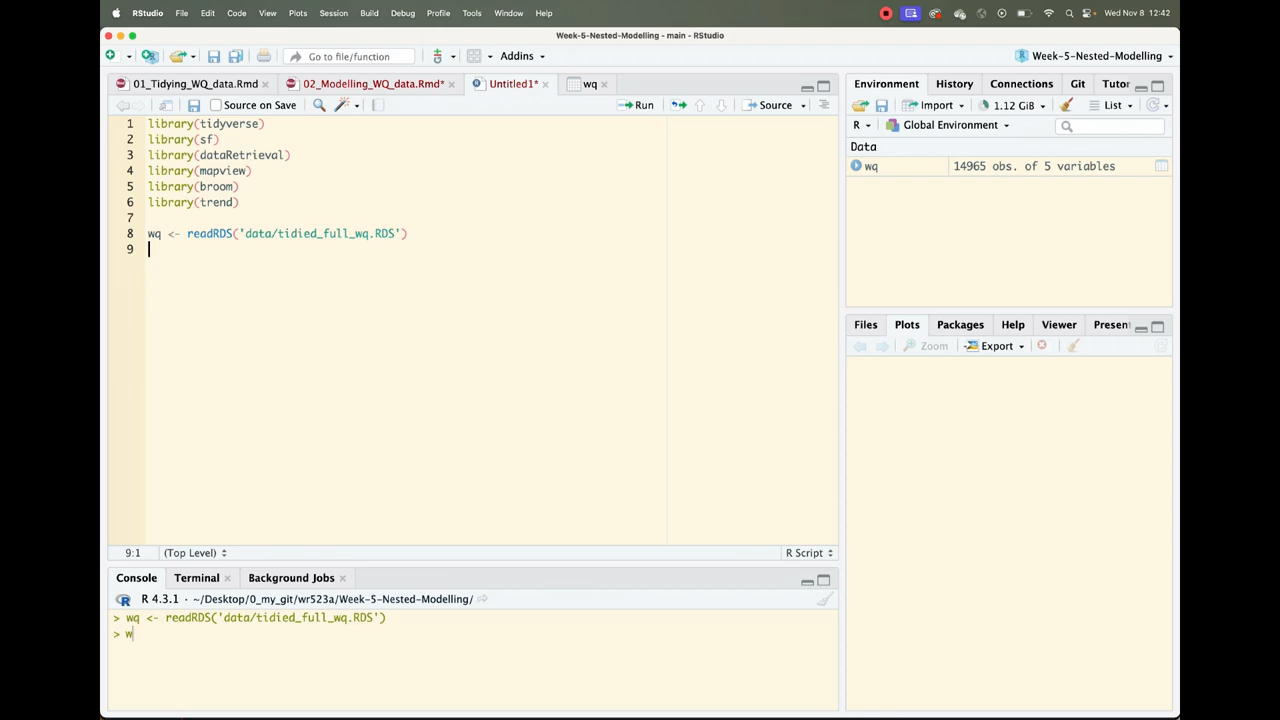 RStudio File Edit Code View Plots Session Build Debug Profile Tools Window Help Wed Nov 8 12:42
Week-5-Nested-Modelling - main - RStudio
Go to file/function Addins Week-5-Nested-Modelling
01_Tidying_WQ_data.Rmd 02_Modelling_WQ_data.Rmd* Untitled1* wq
Source on Save Run Source
1 library(tidyverse)
2 library(sf)
3 library(dataRetrieval)
4 library(mapview)
5 library(broom)
6 library(trend)
7
8 wq <- readRDS('data/tidied_full_wq.RDS')
9
9:1 (Top Level) R Script
Console Terminal Background Jobs
R 4.3.1 · ~/Desktop/0_my_git/wr523a/Week-5-Nested-Modelling/
> wq <- readRDS('data/tidied_full_wq.RDS')
> w
Environment History Connections Git Tutor
Import 1.12 GiB List
R Global Environment
Data
wq 14965 obs. of 5 variables
Files Plots Packages Help Viewer Present
Zoom Export